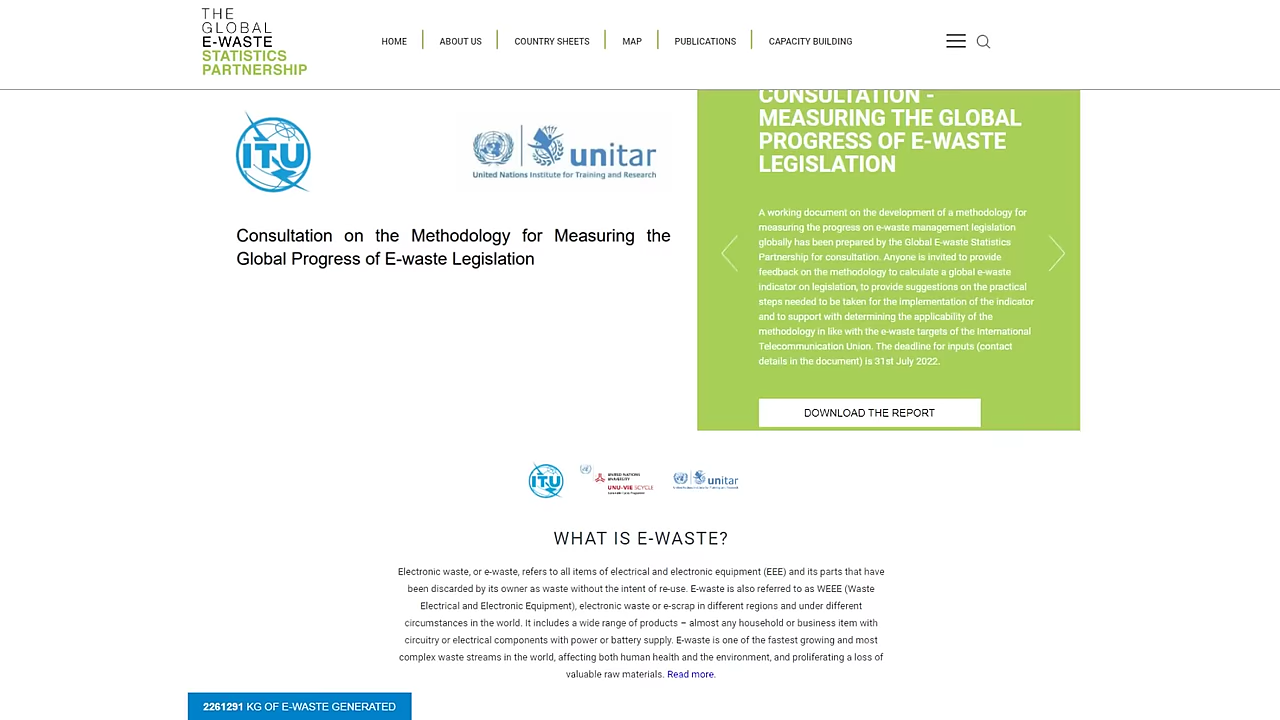 THE
GLOBAL
E-WASTE
STATISTICS
PARTNERSHIP
HOME
ABOUT US
COUNTRY SHEETS
MAP
PUBLICATIONS
CAPACITY BUILDING
ITU
unitar
United Nations Institute for Training and Research
Consultation on the Methodology for Measuring the
Global Progress of E-waste Legislation
CONSULTATION -
MEASURING THE GLOBAL
PROGRESS OF E-WASTE
LEGISLATION
A working document on the development of a methodology for
measuring the progress on e-waste management legislation
globally has been prepared by the Global E-waste Statistics
Partnership for consultation. Anyone is invited to provide
feedback on the methodology to calculate a global e-waste
indicator on legislation, to provide suggestions on the practical
steps needed to be taken for the implementation of the indicator
and to support with determining the applicability of the
methodology in like with the e-waste targets of the International
Telecommunication Union. The deadline for inputs (contact
details in the document) is 31st July 2022.
DOWNLOAD THE REPORT
ITU
UNITED NATIONS
UNIVERSITY
UNU-VIE SCYCLE
unitar
WHAT IS E-WASTE?
Electronic waste, or e-waste, refers to all items of electrical and electronic equipment (EEE) and its parts that have
been discarded by its owner as waste without the intent of re-use. E-waste is also referred to as WEEE (Waste
Electrical and Electronic Equipment), electronic waste or e-scrap in different regions and under different
circumstances in the world. It includes a wide range of products – almost any household or business item with
circuitry or electrical components with power or battery supply. E-waste is one of the fastest growing and most
complex waste streams in the world, affecting both human health and the environment, and proliferating a loss of
valuable raw materials. Read more.
2261291 KG OF E-WASTE GENERATED